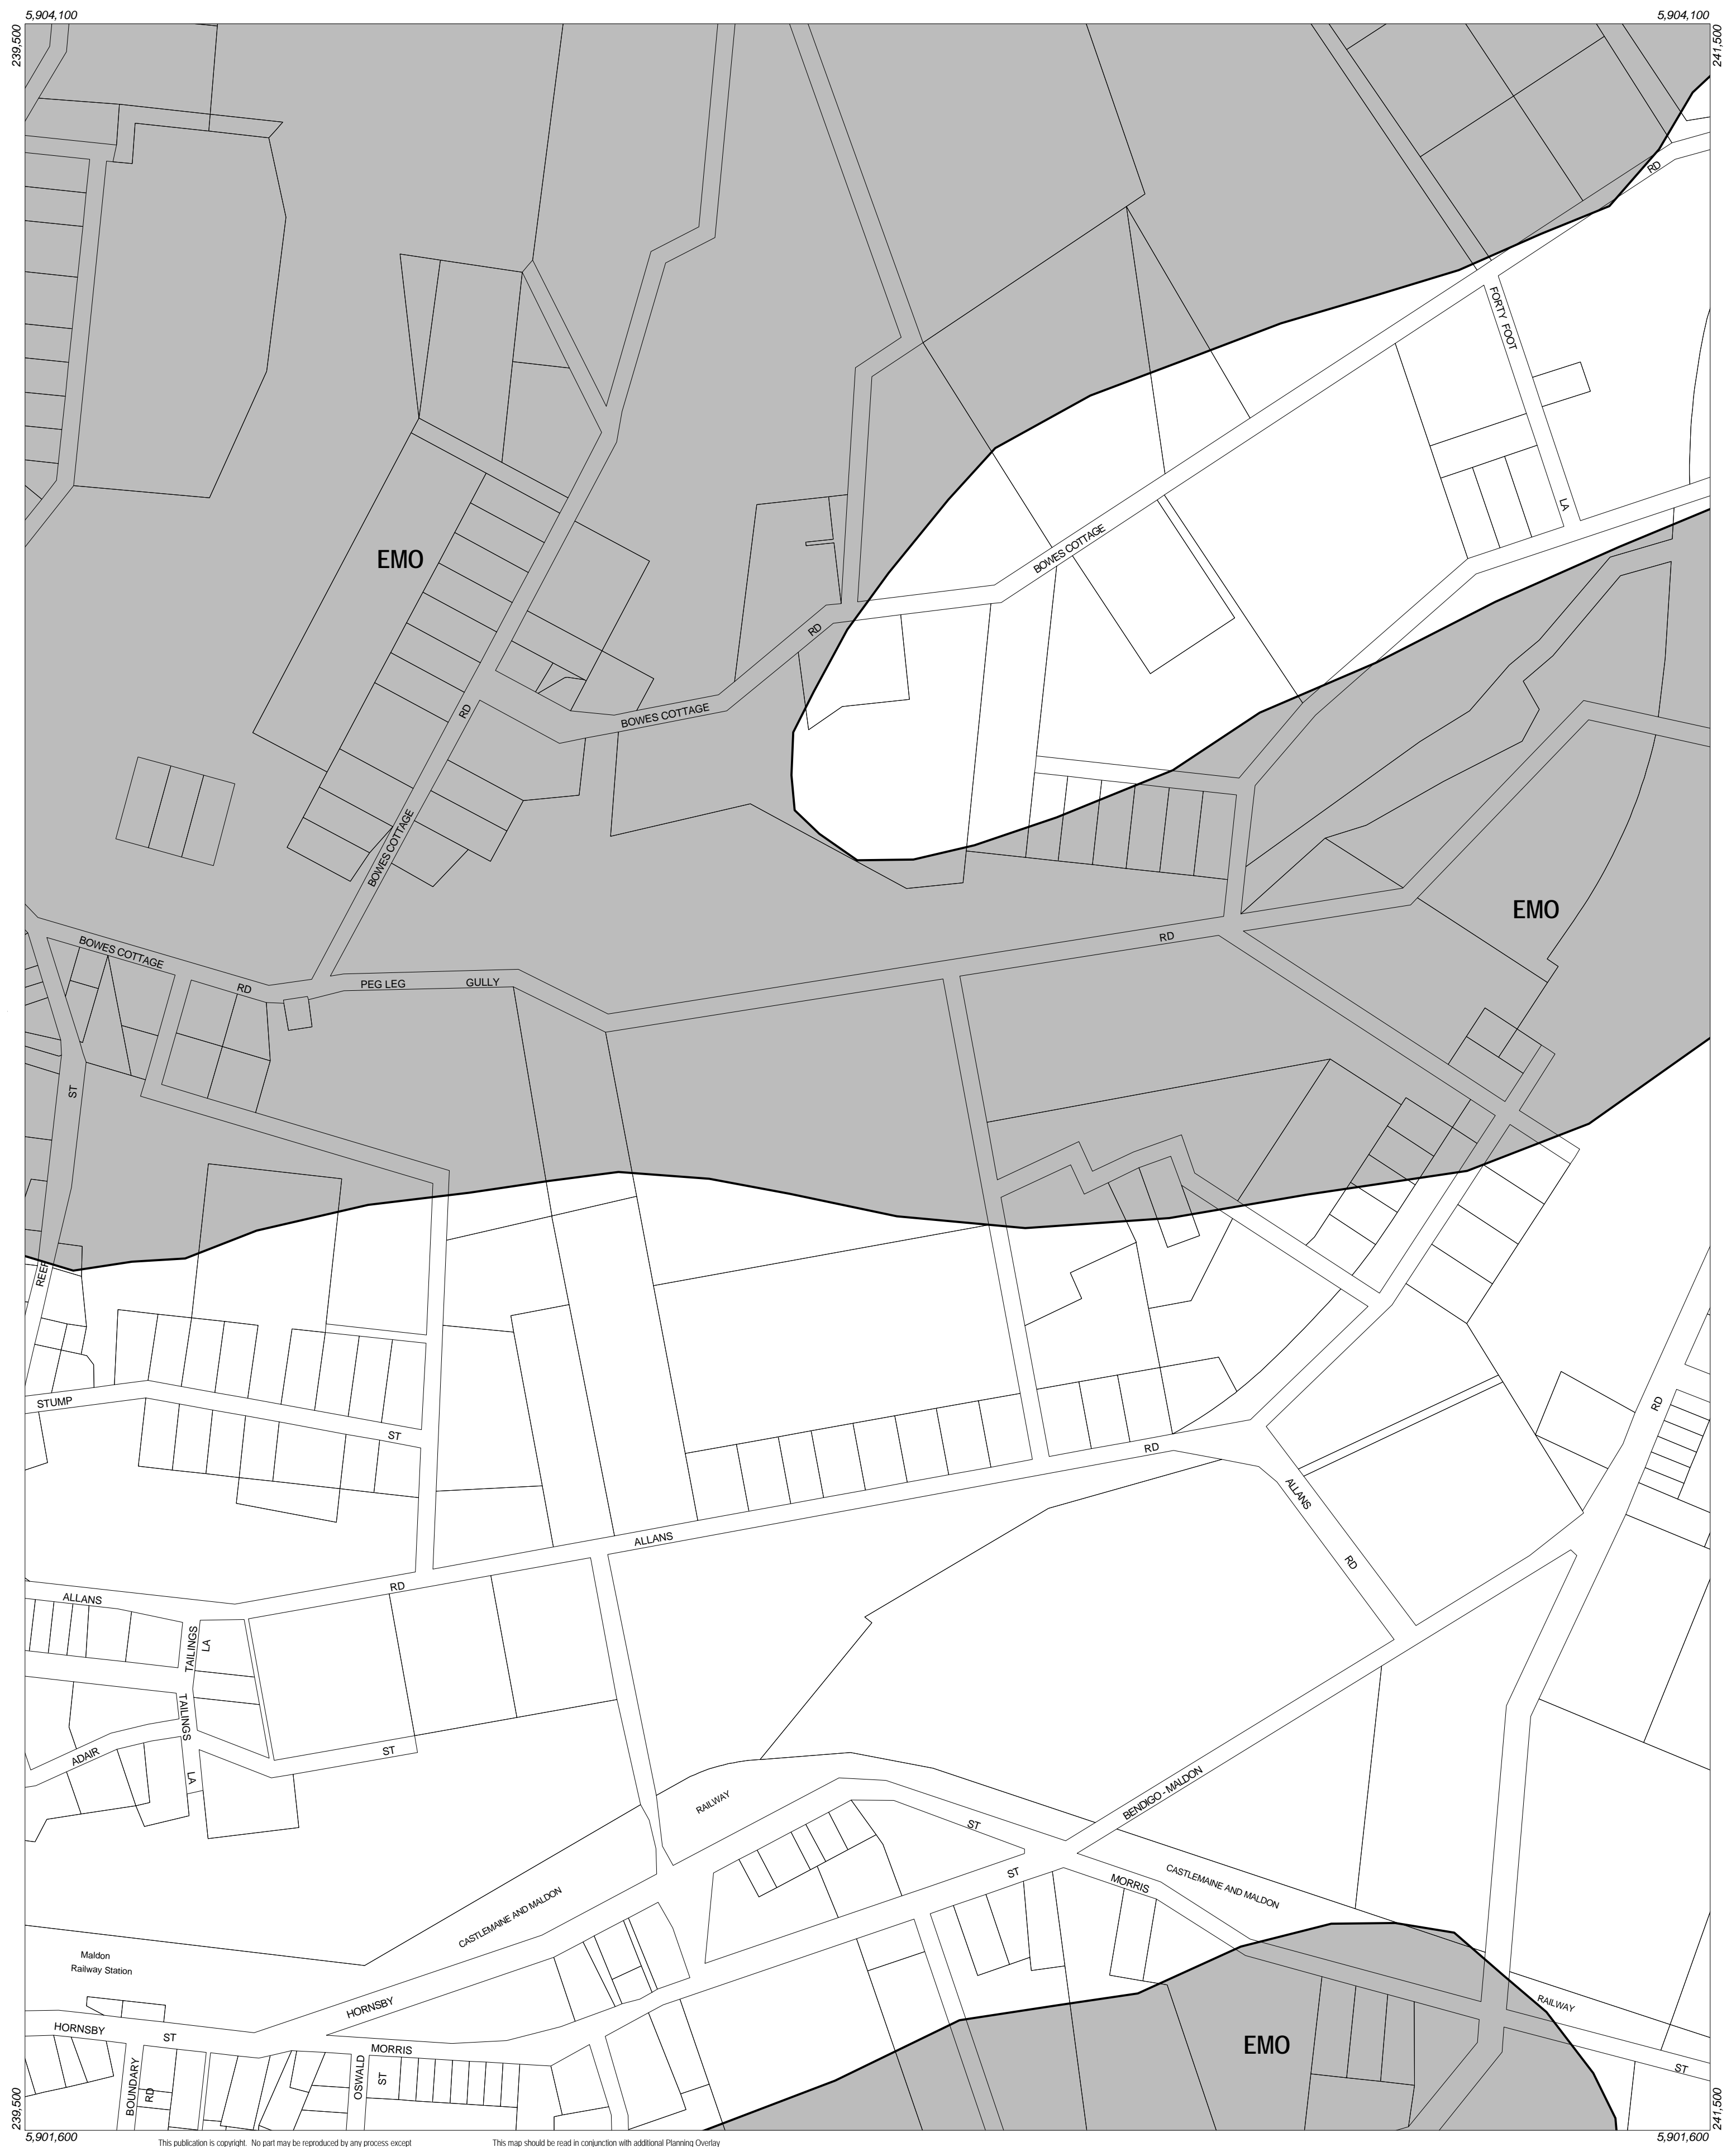 5,904,100
5,904,100
239,500
241,500
RD
FORTY FOOT
LA
BOWES COTTAGE
EMO
RD
BOWES COTTAGE
RD
BOWES COTTAGE
EMO
RD
BOWES COTTAGE
RD
PEG LEG GULLY
ST
REEF
STUMP
ST
RD
RD
ALLANS
ALLANS
RD
RD
ALLANS
TAILINGS
LA
TAILINGS
LA
ADAIR
ST
RAILWAY
BENDIGO - MALDON
ST
ST
MORRIS
CASTLEMAINE AND MALDON
CASTLEMAINE AND MALDON
Maldon
Railway Station
HORNSBY
RAILWAY
HORNSBY
ST
MORRIS
EMO
ST
BOUNDARY
RD
OSWALD
ST
239,500
241,500
5,901,600
5,901,600
This publication is copyright. No part may be reproduced by any process except
This map should be read in conjunction with additional Planning Overlay